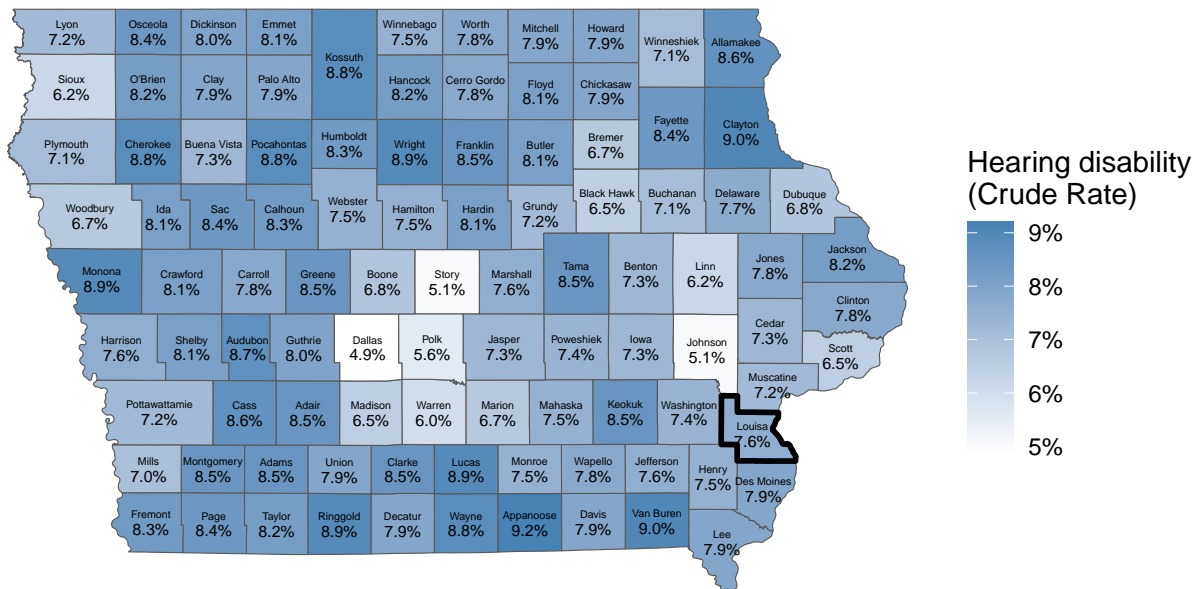 Lyon
7.2%
Osceola
8.4%
Dickinson
8.0%
Emmet
8.1%
Kossuth
8.8%
Winnebago
7.5%
Worth
7.8%
Mitchell
7.9%
Howard
7.9%
Winneshiek
7.1%
Allamakee
8.6%
Sioux
6.2%
O'Brien
8.2%
Clay
7.9%
Palo Alto
7.9%
Hancock
8.2%
Cerro Gordo
7.8%
Floyd
8.1%
Chickasaw
7.9%
Fayette
8.4%
Clayton
9.0%
Plymouth
7.1%
Cherokee
8.8%
Buena Vista
7.3%
Pocahontas
8.8%
Humboldt
8.3%
Wright
8.9%
Franklin
8.5%
Butler
8.1%
Bremer
6.7%
Woodbury
6.7%
Ida
8.1%
Sac
8.4%
Calhoun
8.3%
Webster
7.5%
Hamilton
7.5%
Hardin
8.1%
Grundy
7.2%
Black Hawk
6.5%
Buchanan
7.1%
Delaware
7.7%
Dubuque
6.8%
Monona
8.9%
Crawford
8.1%
Carroll
7.8%
Greene
8.5%
Boone
6.8%
Story
5.1%
Marshall
7.6%
Tama
8.5%
Benton
7.3%
Linn
6.2%
Jones
7.8%
Jackson
8.2%
Clinton
7.8%
Harrison
7.6%
Shelby
8.1%
Audubon
8.7%
Guthrie
8.0%
Dallas
4.9%
Polk
5.6%
Jasper
7.3%
Poweshiek
7.4%
Iowa
7.3%
Johnson
5.1%
Cedar
7.3%
Scott
6.5%
Muscatine
7.2%
Pottawattamie
7.2%
Cass
8.6%
Adair
8.5%
Madison
6.5%
Warren
6.0%
Marion
6.7%
Mahaska
7.5%
Keokuk
8.5%
Washington
7.4%
Louisa
7.6%
Mills
7.0%
Montgomery
8.5%
Adams
8.5%
Union
7.9%
Clarke
8.5%
Lucas
8.9%
Monroe
7.5%
Wapello
7.8%
Jefferson
7.6%
Henry
7.5%
Des Moines
7.9%
Fremont
8.3%
Page
8.4%
Taylor
8.2%
Ringgold
8.9%
Decatur
7.9%
Wayne
8.8%
Appanoose
9.2%
Davis
7.9%
Van Buren
9.0%
Lee
7.9%
Hearing disability
(Crude Rate)
9%
8%
7%
6%
5%